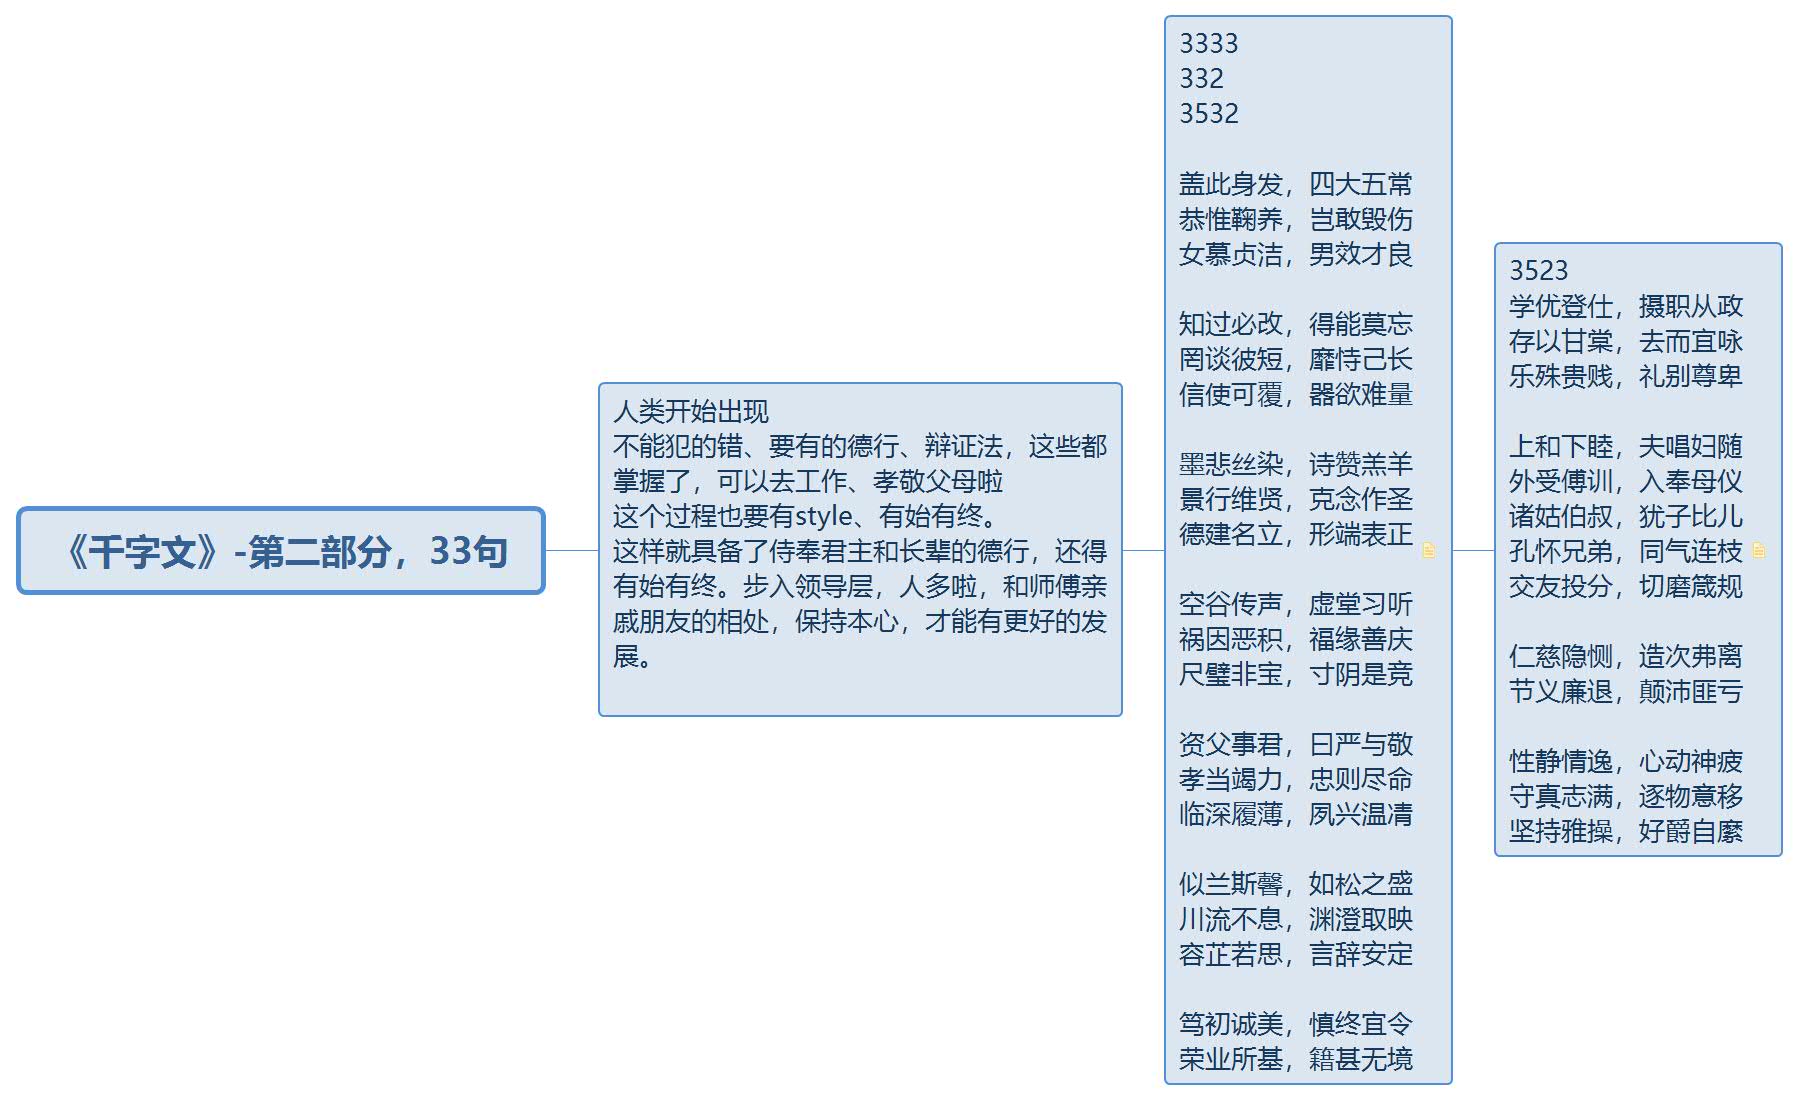 《千字文》-第二部分，33句
人类开始出现
不能犯的错、要有的德行、辩证法，这些都
掌握了，可以去工作、孝敬父母啦
这个过程也要有style、有始有终。
这样就具备了侍奉君主和长辈的德行，还得
有始有终。步入领导层，人多啦，和师傅亲
戚朋友的相处，保持本心，才能有更好的发
展。
3333
332
3532
盖此身发，四大五常
恭惟鞠养，岂敢毁伤
女慕贞洁，男效才良
知过必改，得能莫忘
罔谈彼短，靡恃己长
信使可覆，器欲难量
墨悲丝染，诗赞羔羊
景行维贤，克念作圣
德建名立，形端表正
空谷传声，虚堂习听
祸因恶积，福缘善庆
尺璧非宝，寸阴是竞
资父事君，曰严与敬
孝当竭力，忠则尽命
临深履薄，夙兴温凊
似兰斯馨，如松之盛
川流不息，渊澄取映
容芷若思，言辞安定
笃初诚美，慎终宜令
荣业所基，籍甚无境
3523
学优登仕，摄职从政
存以甘棠，去而宜咏
乐殊贵贱，礼别尊卑
上和下睦，夫唱妇随
外受傅训，入奉母仪
诸姑伯叔，犹子比儿
孔怀兄弟，同气连枝
交友投分，切磨箴规
仁慈隐恻，造次弗离
节义廉退，颠沛匪亏
性静情逸，心动神疲
守真志满，逐物意移
坚持雅操，好爵自縻